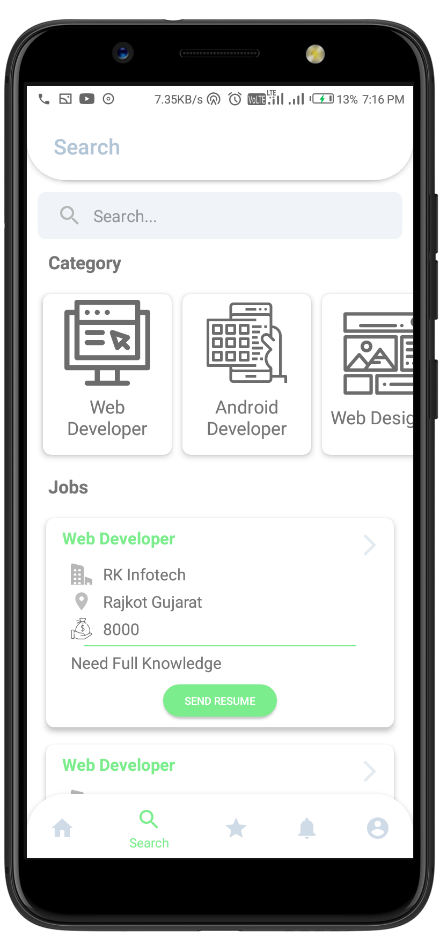 7.35KB/s VoLTE LTE 13% 7:16 PM
Search
Search...
Category
Web
Developer
Android
Developer
Web Desig
Jobs
Web Developer
RK Infotech
Rajkot Gujarat
8000
Need Full Knowledge
SEND RESUME
Web Developer
Search